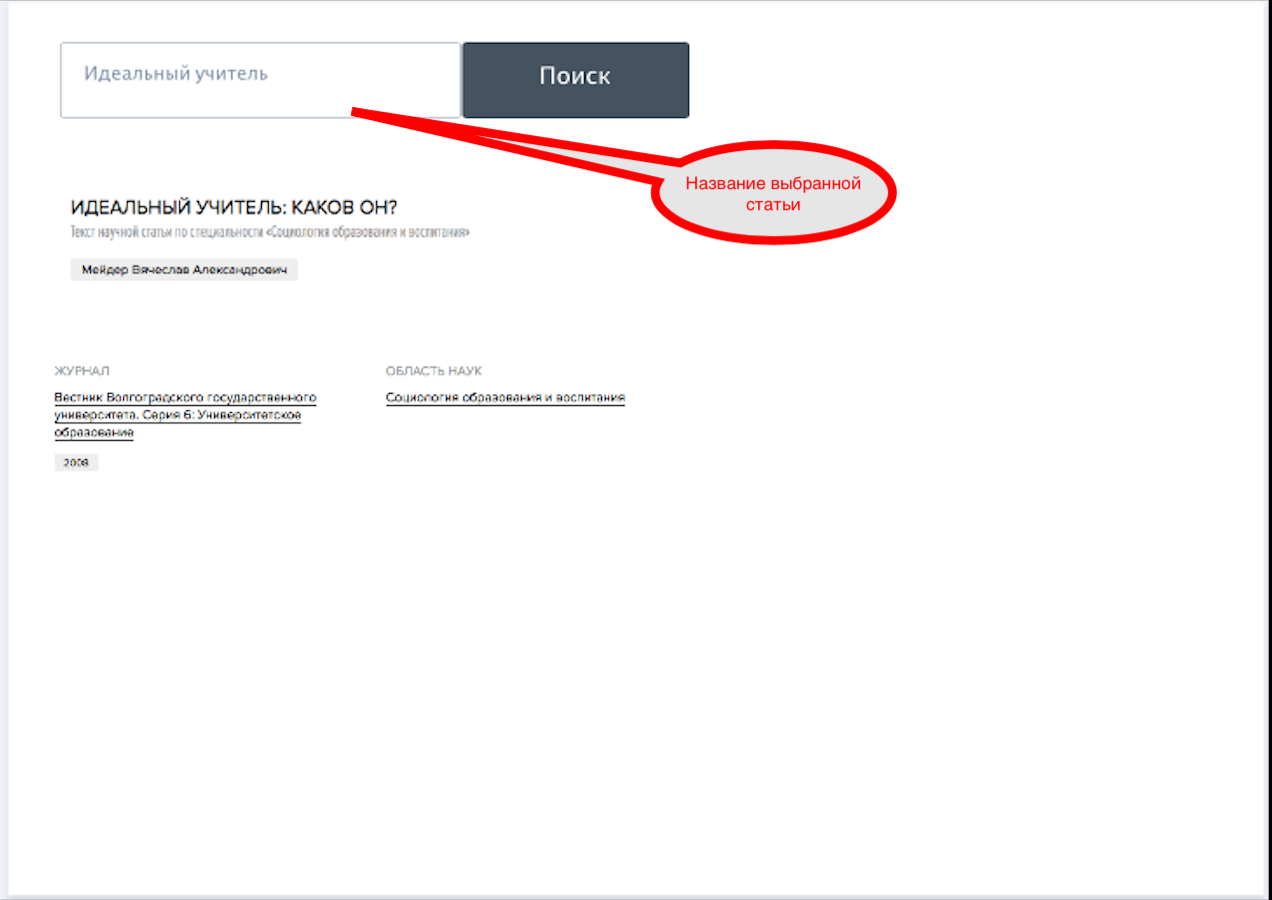 Идеальный учитель
Поиск
Название выбранной
статьи
ИДЕАЛЬНЫЙ УЧИТЕЛЬ: КАКОВ ОН?
Текст научной статьи по специальности «Социология образования и воспитания»
Мейдер Вячеслав Александрович
ЖУРНАЛ
Вестник Волгоградского государственного
университета. Серия 6: Университетское
образование
2008
ОБЛАСТЬ НАУК
Социология образования и воспитания